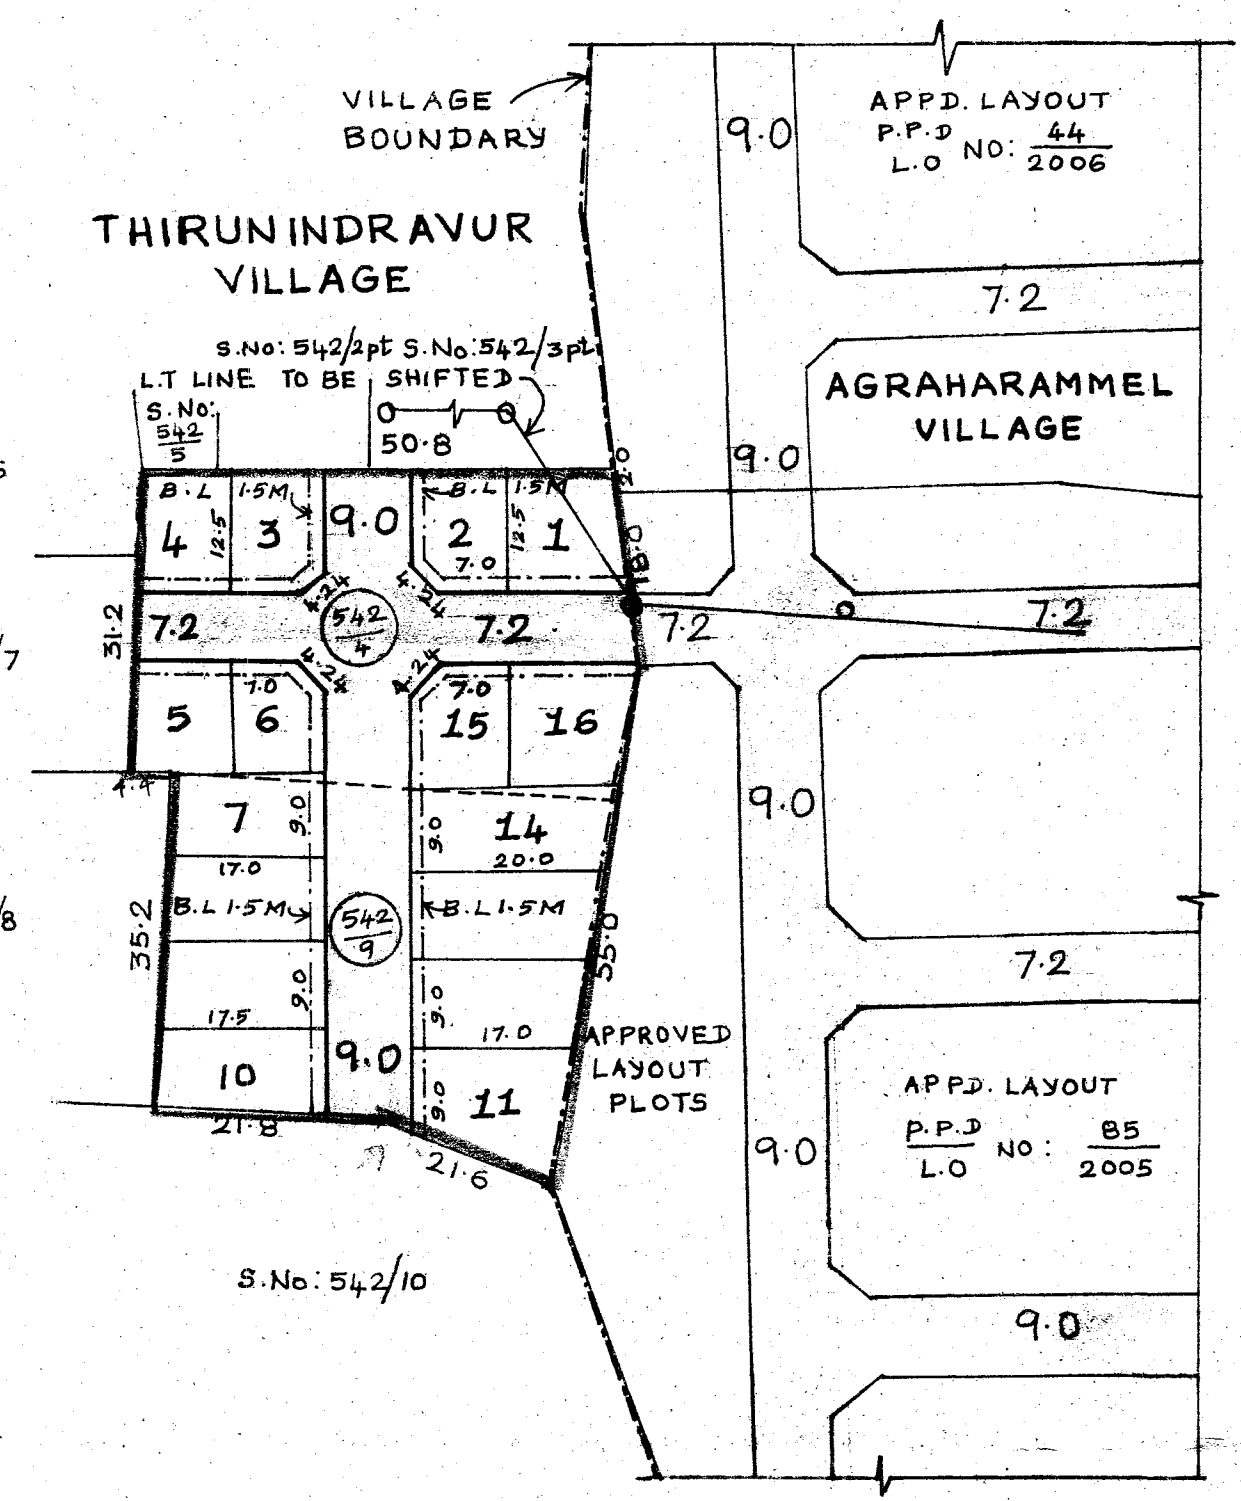 VILLAGE
BOUNDARY
9.0
APPD. LAYOUT
P.P.D
L.O
NO: 44
2006
THIRUNINDRAVUR
VILLAGE
7.2
S.NO: 542/2pt S.NO:542/3pt
L.T LINE TO BE SHIFTED
S.NO:
542
5
50.8
AGRAHARAMMEL
VILLAGE
9.0
2.0
B.L 1.5M
B.L 1.5M
4
12.5
3
9.0
2
12.5
1
7.0
18.0
4.24
4.24
31.2
7.2
542
4
7.2
7.2
7.2
4.24
4.24
/7
5
7.0
6
7.0
15
16
4.4
7
9.0
9.0
14
9.0
17.0
20.0
/8
35.2
B.L 1.5M
542
9
B.L 1.5M
55.0
7.2
9.0
9.0
17.5
17.0
APPROVED
LAYOUT
PLOTS
9.0
10
9.0
11
21.8
21.6
APPD. LAYOUT
P.P.D
L.O
NO: 85
2005
9.0
S.No: 542/10
9.0